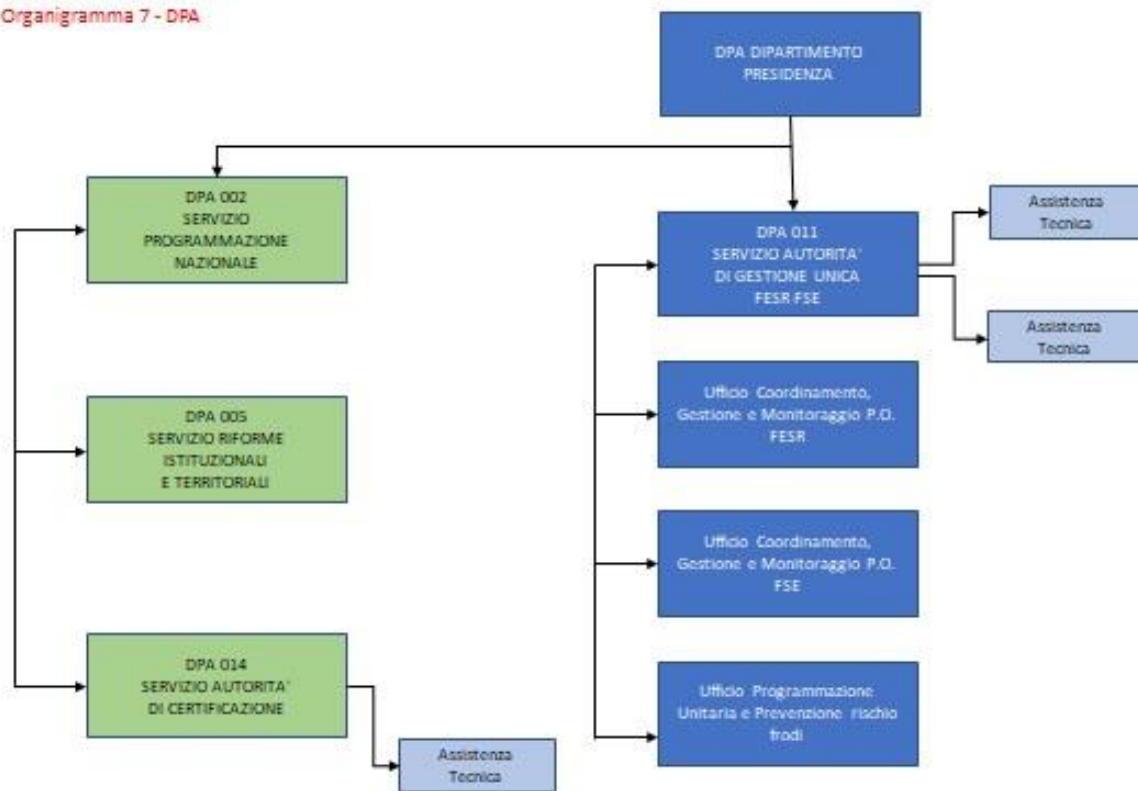 Organigramma 7 - DPA
DPA DIPARTIMENTO
PRESIDENZA
DPA 002
SERVIZIO
PROGRAMMAZIONE
NAZIONALE
DPA 011
SERVIZIO AUTORITA'
DI GESTIONE UNICA
FESR FSE
Assistenza
Tecnica
Assistenza
Tecnica
Ufficio Coordinamento,
Gestione e Monitoraggio P.O.
FESR
DPA 005
SERVIZIO RIFORME
ISTITUZIONALI
E TERRITORIALI
Ufficio Coordinamento,
Gestione e Monitoraggio P.O.
FSE
DPA 014
SERVIZIO AUTORITA'
DI CERTIFICAZIONE
Ufficio Programmazione
Unitaria e Prevenzione rischio
frodi
Assistenza
Tecnica